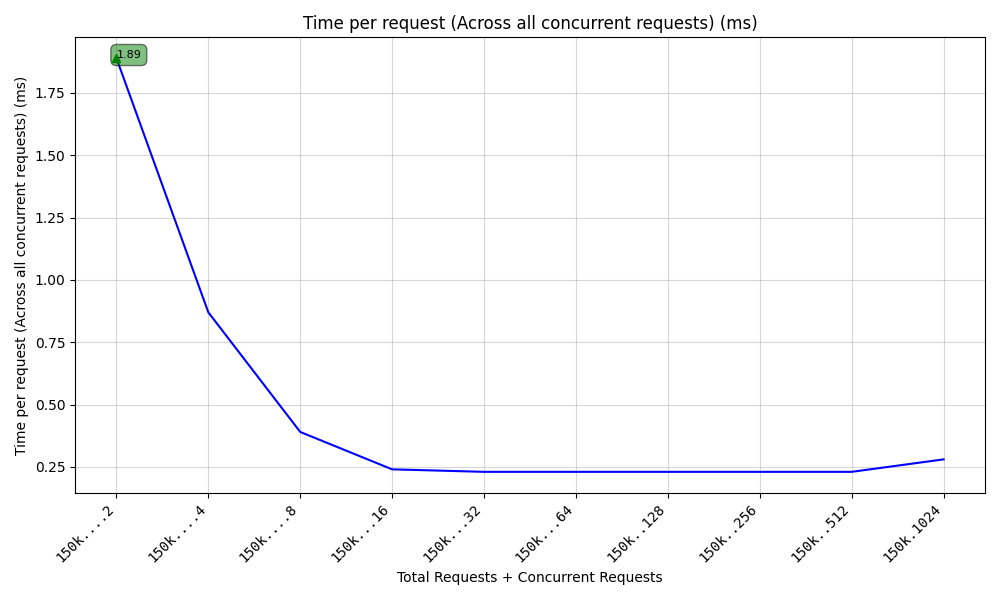 Time per request (Across all concurrent requests) (ms)
1.89
Time per request (Across all concurrent requests) (ms)
1.75
1.50
1.25
1.00
0.75
0.50
0.25
150k....2
150k....4
150k....8
150k...16
150k...32
150k...64
150k..128
150k..256
150k..512
150k.1024
Total Requests + Concurrent Requests